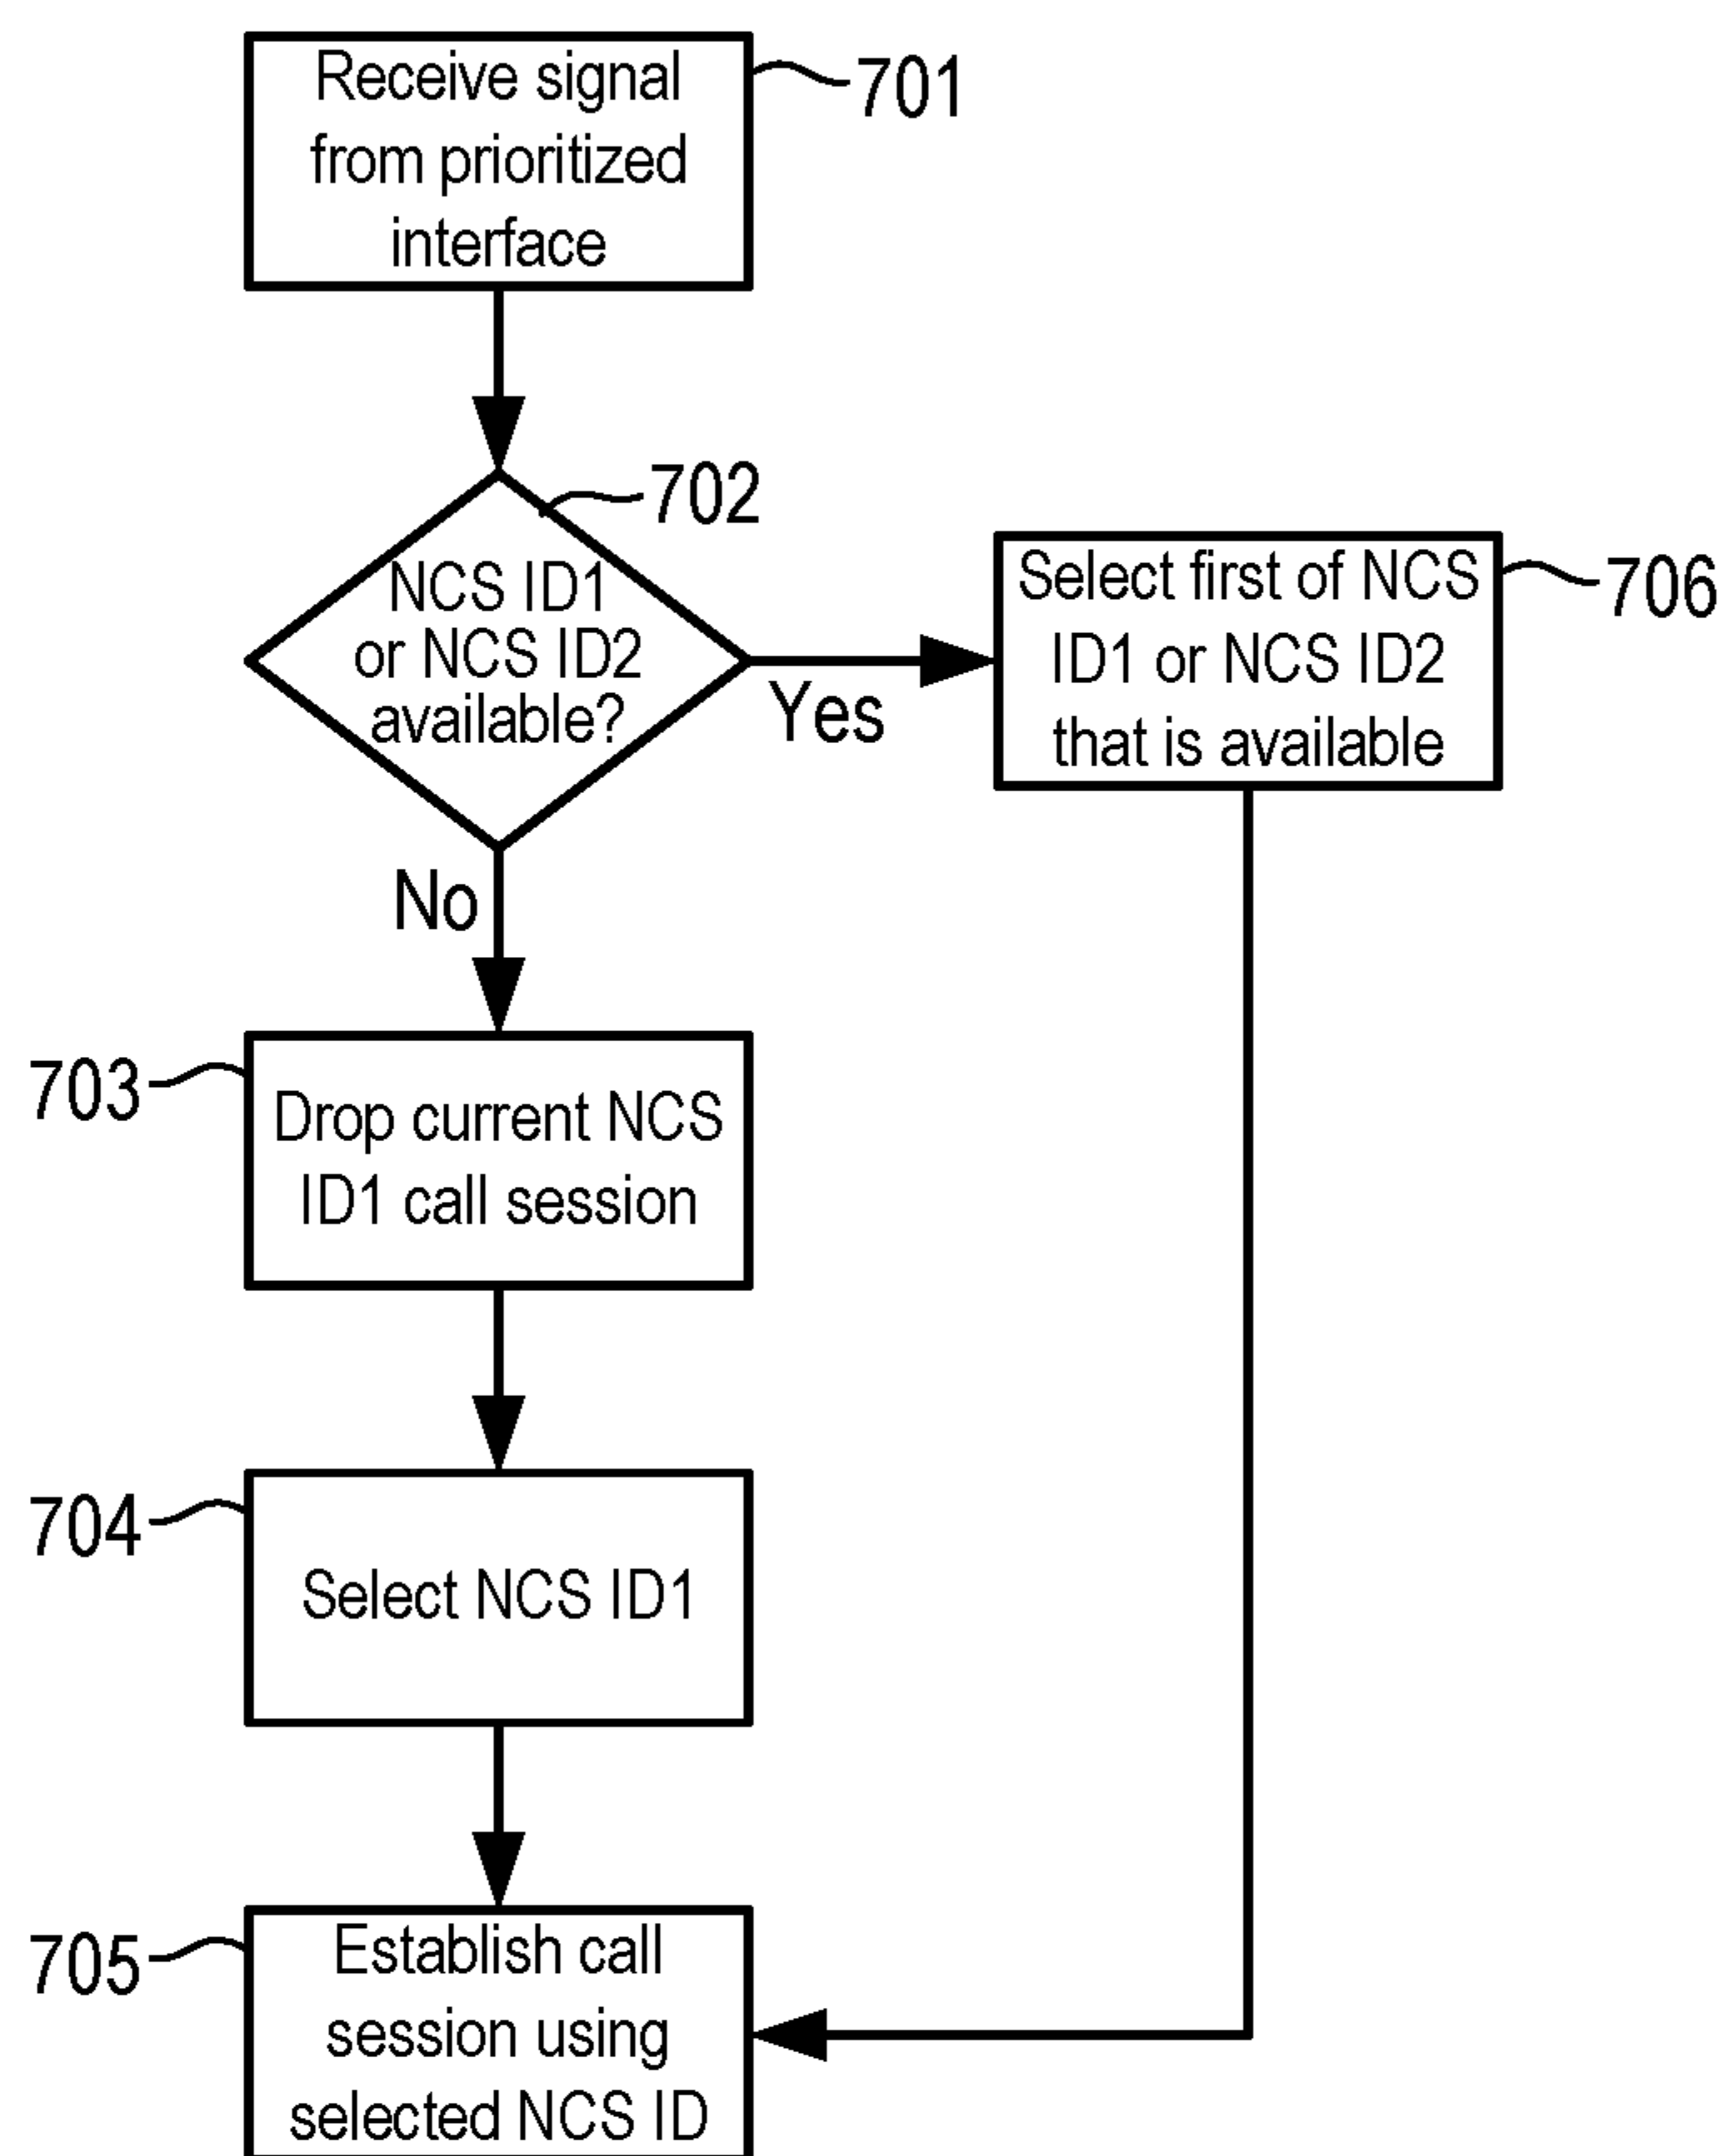 Receive signal
from prioritized
interface
701
702
NCS ID1
or NCS ID2
available?
Yes
Select first of NCS
ID1 or NCS ID2
that is available
706
No
703
Drop current NCS
ID1 call session
704
Select NCS ID1
705
Establish call
session using
selected NCS ID